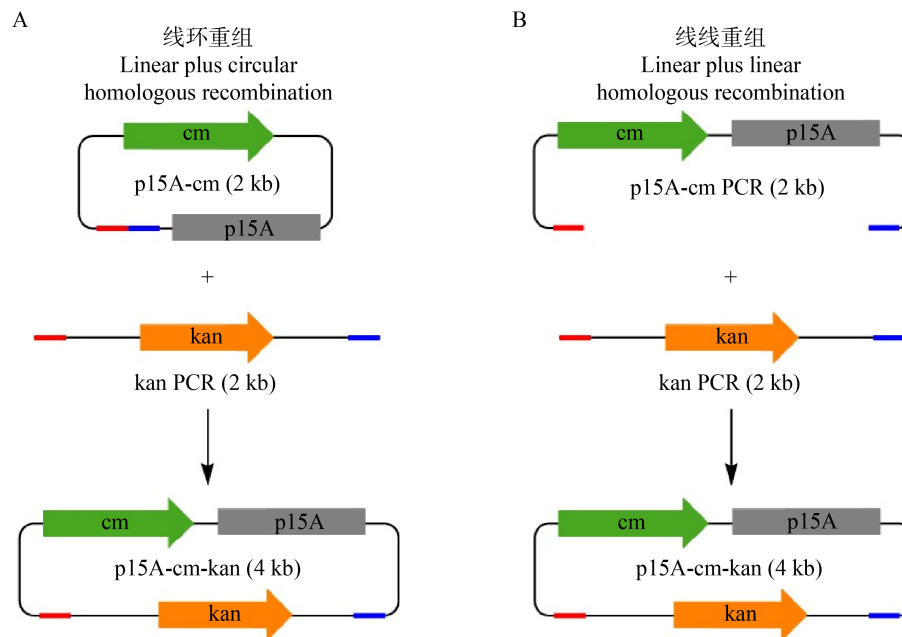 A
线环重组
Linear plus circular
homologous recombination
cm
p15A-cm (2 kb)
p15A
+
kan
kan PCR (2 kb)
cm
p15A
p15A-cm-kan (4 kb)
kan
B
线线重组
Linear plus linear
homologous recombination
cm
p15A
p15A-cm PCR (2 kb)
+
kan
kan PCR (2 kb)
cm
p15A
p15A-cm-kan (4 kb)
kan